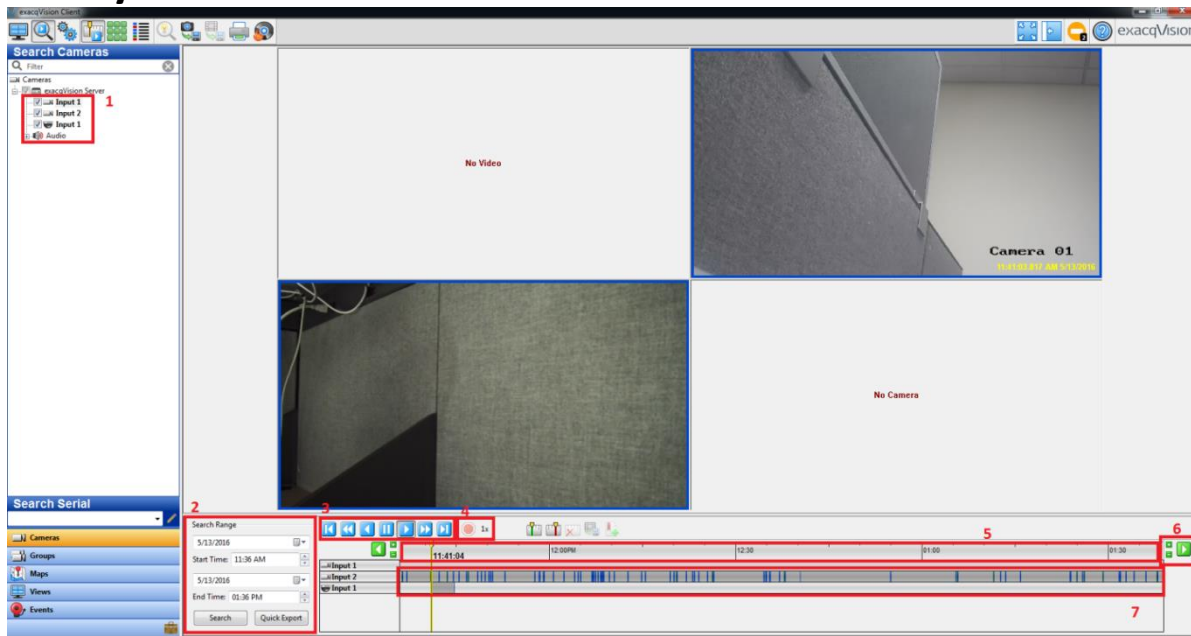 exacqVision Client
exacqVision
Search Cameras
Filter
Cameras
exacqVision Server
Input 1
Input 2
Input 1
Audio
1
No Video
Camera 01
11:41:03.817 AM 5/13/2016
No Camera
Search Serial
Cameras
Groups
Maps
Views
Events
2
Search Range
5/13/2016
Start Time: 11:36 AM
5/13/2016
End Time: 01:36 PM
Search
Quick Export
3
4
1x
5
6
11:41:04
12:00PM
12:30
01:00
01:30
Input 1
Input 2
Input 1
7